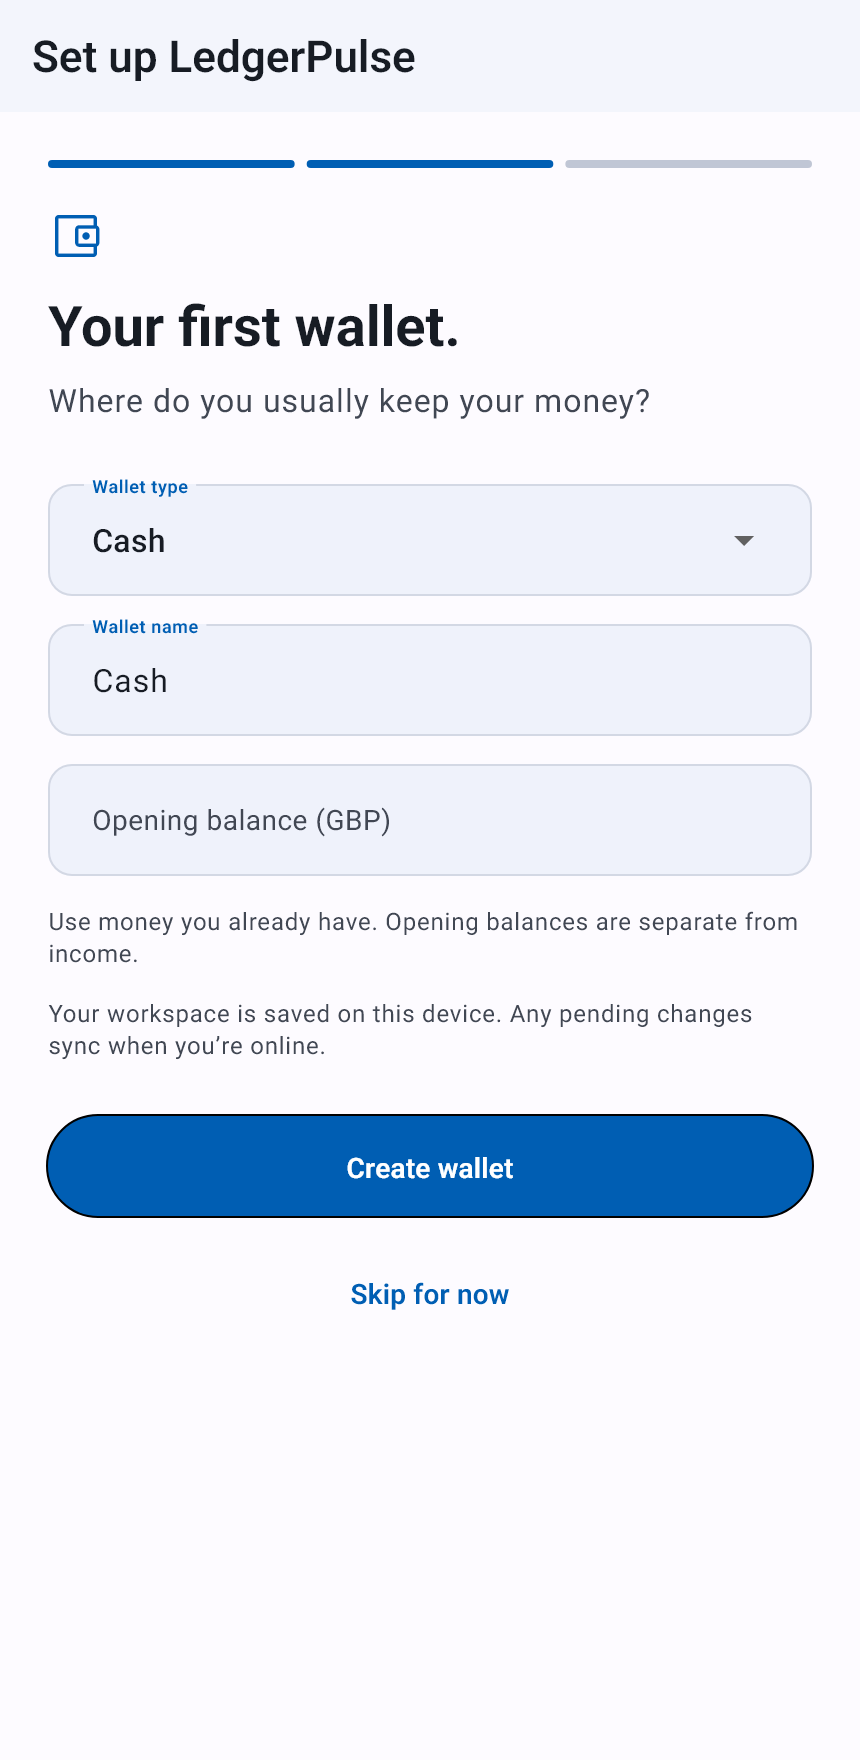 Set up LedgerPulse
Your first wallet.
Where do you usually keep your money?
Wallet type
Cash
Wallet name
Cash
Opening balance (GBP)
Use money you already have. Opening balances are separate from
income.
Your workspace is saved on this device. Any pending changes
sync when you’re online.
Create wallet
Skip for now